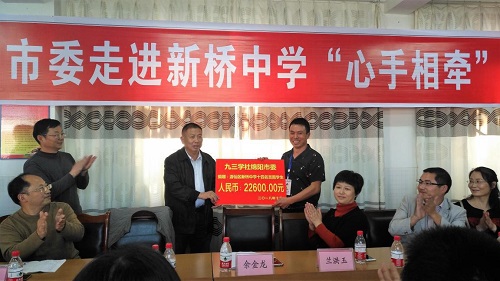 市委走进新桥中学“心手相牵”
九三学社绵阳市委
人民币：22600.00元
余金龙
兰洪玉